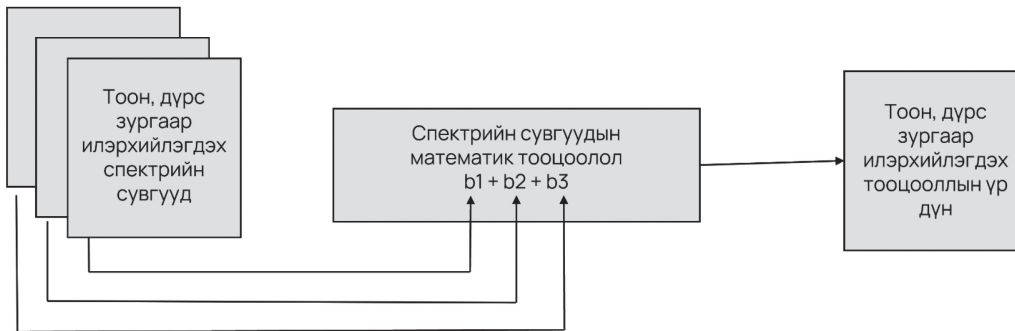 Тоон, дүрс
зургаар
илэрхийлэгдэх
спектрийн
сувгууд
Спектрийн сувгуудын
математик тооцоолол
b1 + b2 + b3
Тоон, дүрс
зургаар
илэрхийлэгдэх
тооцооллын үр
дүн